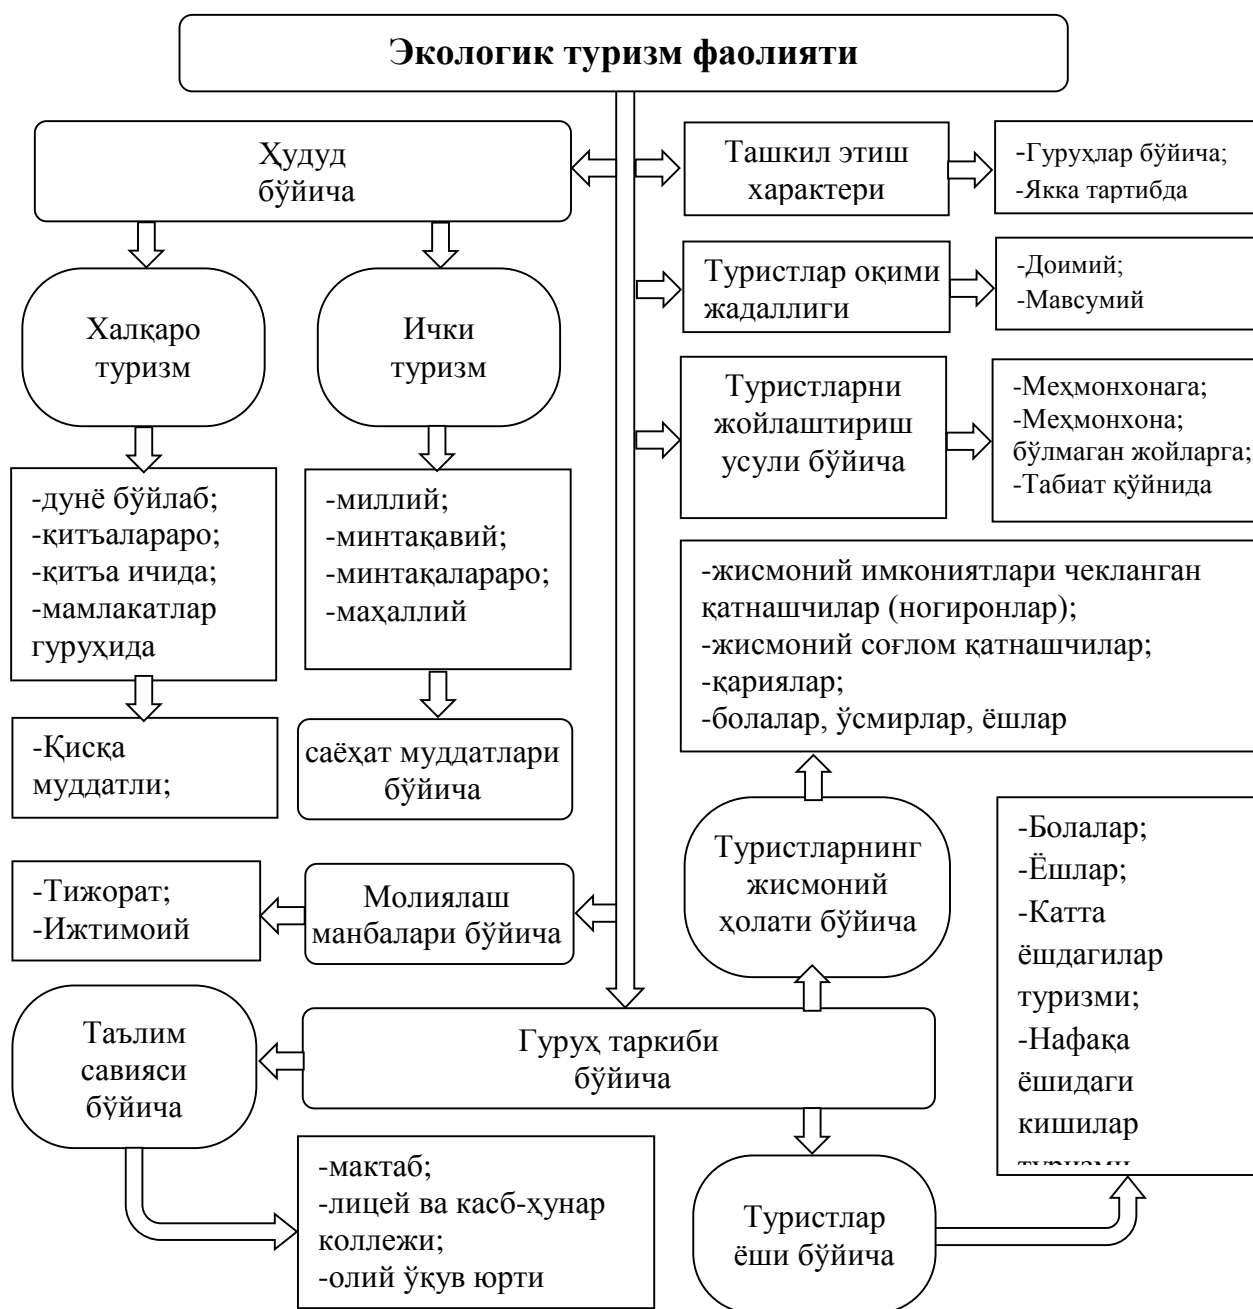 Экологик туризм фаолияти
Ҳудуд
бўйича
Ташкил этиш
характери
-Гуруҳлар бўйича;
-Якка тартибда
Туристлар оқими
жадаллиги
-Доимий;
-Мавсумий
Халқаро
туризм
Ички
туризм
Туристларни
жойлаштириш
усули бўйича
-Меҳмонхонага;
-Меҳмонхона;
бўлмаган жойларга;
-Табиат қўйнида
-дунё бўйлаб;
-қитъалараро;
-қитъа ичида;
-мамлакатлар
гуруҳида
-миллий;
-минтақавий;
-минтақалараро;
-маҳаллий
-жисмоний имкониятлари чекланган
қатнашчилар (ногиронлар);
-жисмоний соғлом қатнашчилар;
-қариялар;
-болалар, ўсмирлар, ёшлар
-Қисқа
муддатли;
саёҳат муддатлари
бўйича
Туристларнинг
жисмоний
ҳолати бўйича
-Болалар;
-Ёшлар;
-Катта
ёшдагилар
туризми;
-Нафақа
ёшидаги
кишилар
туризми
-Тижорат;
-Ижтимоий
Молиялаш
манбалари бўйича
Таълим
савияси
бўйича
Гуруҳ таркиби
бўйича
-мактаб;
-лицей ва касб-ҳунар
коллежи;
-олий ўқув юрти
Туристлар
ёши бўйича